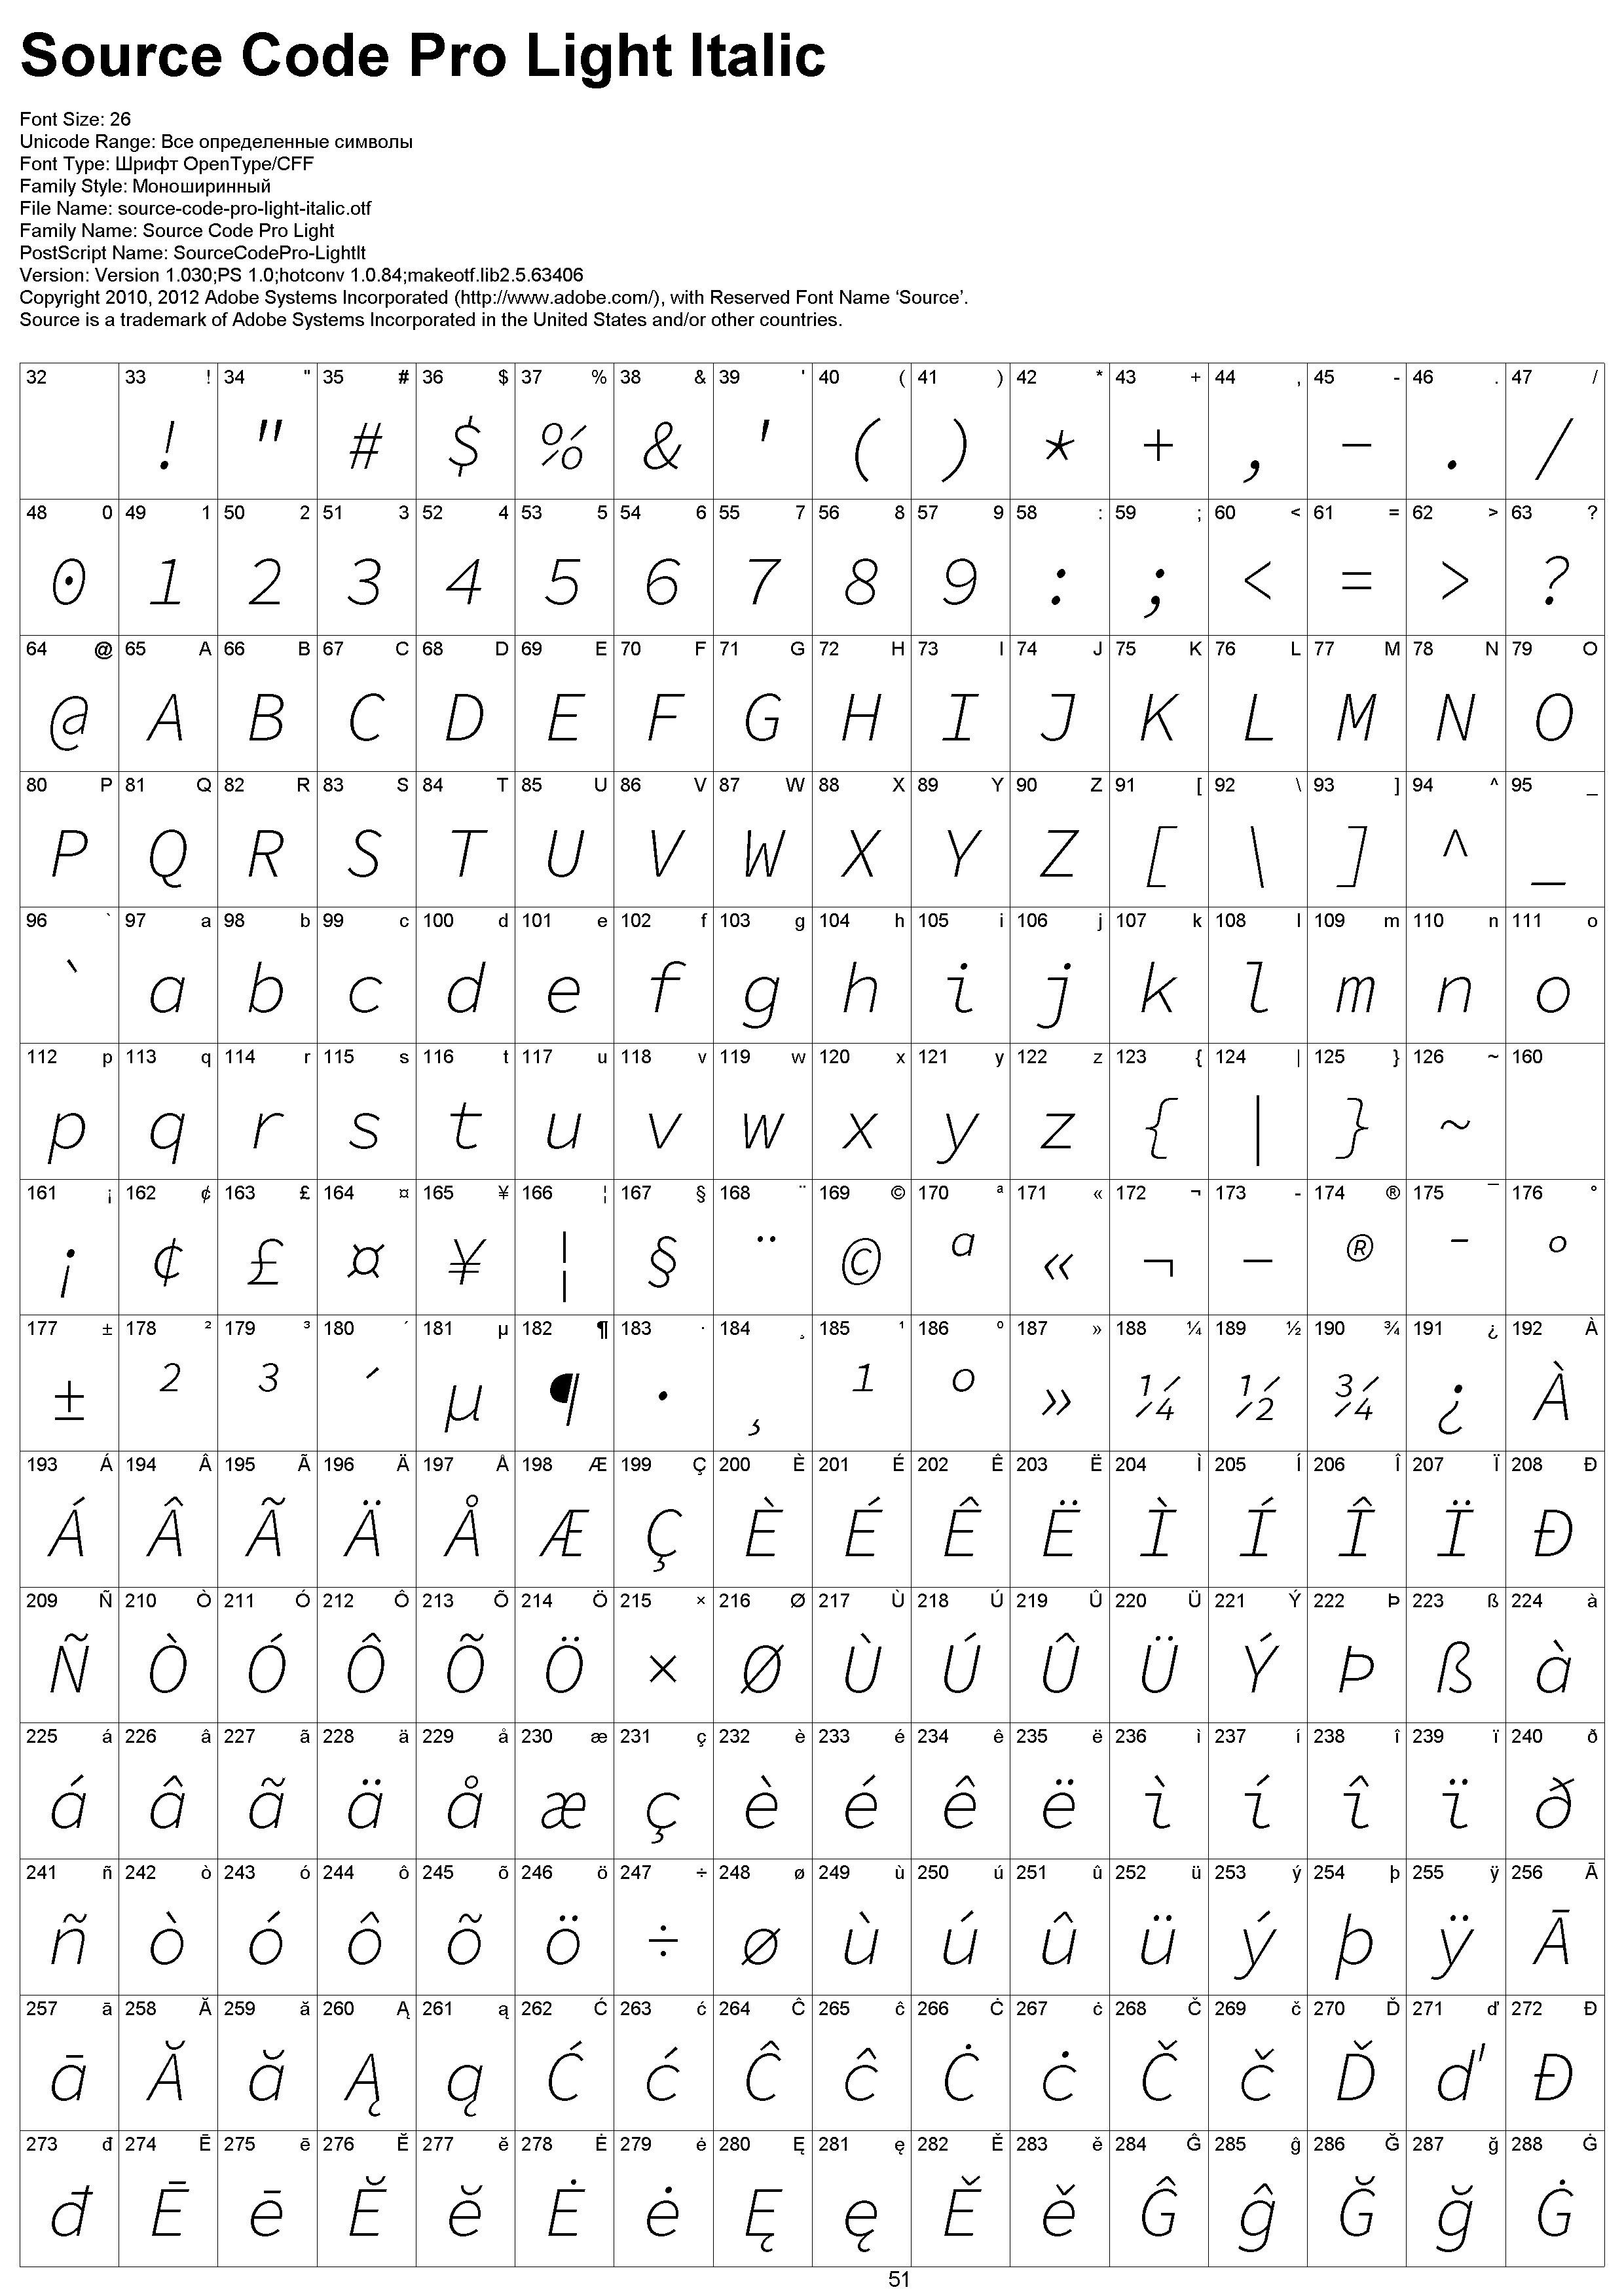 Source Code Pro Light Italic
Font Size: 26
Unicode Range: Все определенные символы
Font Type: Шрифт OpenType/CFF
Family Style: Моноширинный
File Name: source-code-pro-light-italic.otf
Family Name: Source Code Pro Light
PostScript Name: SourceCodePro-LightIt
Version: Version 1.030;PS 1.0;hotconv 1.0.84;makeotf.lib2.5.63406
Copyright 2010, 2012 Adobe Systems Incorporated (http://www.adobe.com/), with Reserved Font Name ‘Source’.
Source is a trademark of Adobe Systems Incorporated in the United States and/or other countries.
32 33 ! 34 " 35 # 36 $ 37 % 38 & 39 ' 40 ( 41 ) 42 * 43 + 44 , 45 - 46 . 47 /
! " # $ % & ' ( ) * + , - . /
48 0 49 1 50 2 51 3 52 4 53 5 54 6 55 7 56 8 57 9 58 : 59 ; 60 < 61 = 62 > 63 ?
0 1 2 3 4 5 6 7 8 9 : ; < = > ?
64 @ 65 A 66 B 67 C 68 D 69 E 70 F 71 G 72 H 73 I 74 J 75 K 76 L 77 M 78 N 79 O
@ A B C D E F G H I J K L M N O
80 P 81 Q 82 R 83 S 84 T 85 U 86 V 87 W 88 X 89 Y 90 Z 91 [ 92 \ 93 ] 94 ^ 95 _
P Q R S T U V W X Y Z [ \ ] ^ _
96 ` 97 a 98 b 99 c 100 d 101 e 102 f 103 g 104 h 105 i 106 j 107 k 108 l 109 m 110 n 111 o
` a b c d e f g h i j k l m n o
112 p 113 q 114 r 115 s 116 t 117 u 118 v 119 w 120 x 121 y 122 z 123 { 124 | 125 } 126 ~ 160
p q r s t u v w x y z { | } ~
161 ¡ 162 ¢ 163 £ 164 ¤ 165 ¥ 166 ¦ 167 § 168 ¨ 169 © 170 ª 171 « 172 ¬ 173 - 174 ® 175 ¯ 176 °
¡ ¢ £ ¤ ¥ ¦ § ¨ © ª « ¬ - ® ¯ °
177 ± 178 ² 179 ³ 180 ´ 181 µ 182 ¶ 183 · 184 ¸ 185 ¹ 186 º 187 » 188 ¼ 189 ½ 190 ¾ 191 ¿ 192 À
± ² ³ ´ µ ¶ · ¸ ¹ º » ¼ ½ ¾ ¿ À
193 Á 194 Â 195 Ã 196 Ä 197 Å 198 Æ 199 Ç 200 È 201 É 202 Ê 203 Ë 204 Ì 205 Í 206 Î 207 Ï 208 Ð
Á Â Ã Ä Å Æ Ç È É Ê Ë Ì Í Î Ï Ð
209 Ñ 210 Ò 211 Ó 212 Ô 213 Õ 214 Ö 215 × 216 Ø 217 Ù 218 Ú 219 Û 220 Ü 221 Ý 222 Þ 223 ß 224 à
Ñ Ò Ó Ô Õ Ö × Ø Ù Ú Û Ü Ý Þ ß à
225 á 226 â 227 ã 228 ä 229 å 230 æ 231 ç 232 è 233 é 234 ê 235 ë 236 ì 237 í 238 î 239 ï 240 ð
á â ã ä å æ ç è é ê ë ì í î ï ð
241 ñ 242 ò 243 ó 244 ô 245 õ 246 ö 247 ÷ 248 ø 249 ù 250 ú 251 û 252 ü 253 ý 254 þ 255 ÿ 256 Ā
ñ ò ó ô õ ö ÷ ø ù ú û ü ý þ ÿ Ā
257 ā 258 Ă 259 ă 260 Ą 261 ą 262 Ć 263 ć 264 Ĉ 265 ĉ 266 Ċ 267 ċ 268 Č 269 č 270 Ď 271 ď 272 Đ
ā Ă ă Ą ą Ć ć Ĉ ĉ Ċ ċ Č č Ď ď Đ
273 đ 274 Ē 275 ē 276 Ĕ 277 ĕ 278 Ė 279 ė 280 Ę 281 ę 282 Ě 283 ě 284 Ĝ 285 ĝ 286 Ğ 287 ğ 288 Ġ
đ Ē ē Ĕ ĕ Ė ė Ę ę Ě ě Ĝ ĝ Ğ ğ Ġ
51